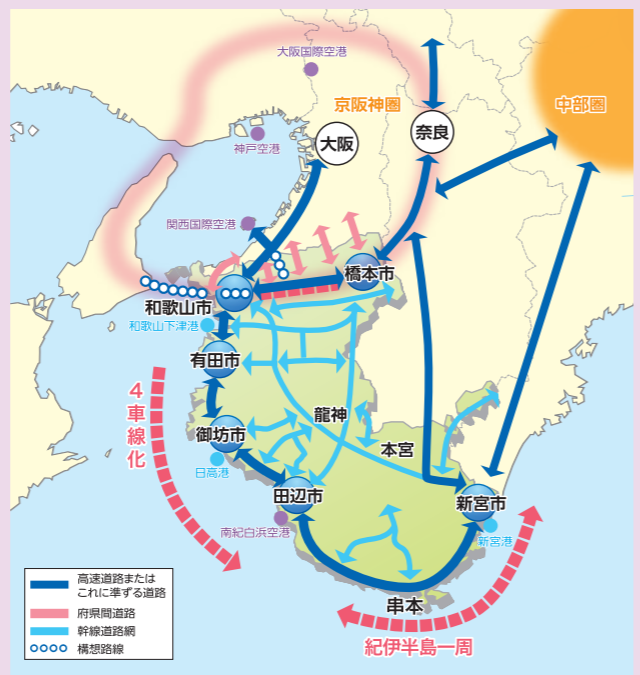 大阪国際空港
京阪神圏
中部圏
奈良
大阪
神戸空港
関西国際空港
橋本市
和歌山市
和歌山下津港
有田市
4車線化
御坊市
龍神
本宮
日高港
田辺市
新宮市
南紀白浜空港
新宮港
串本
紀伊半島一周
高速道路または
これに準ずる道路
府県間道路
幹線道路網
構想路線